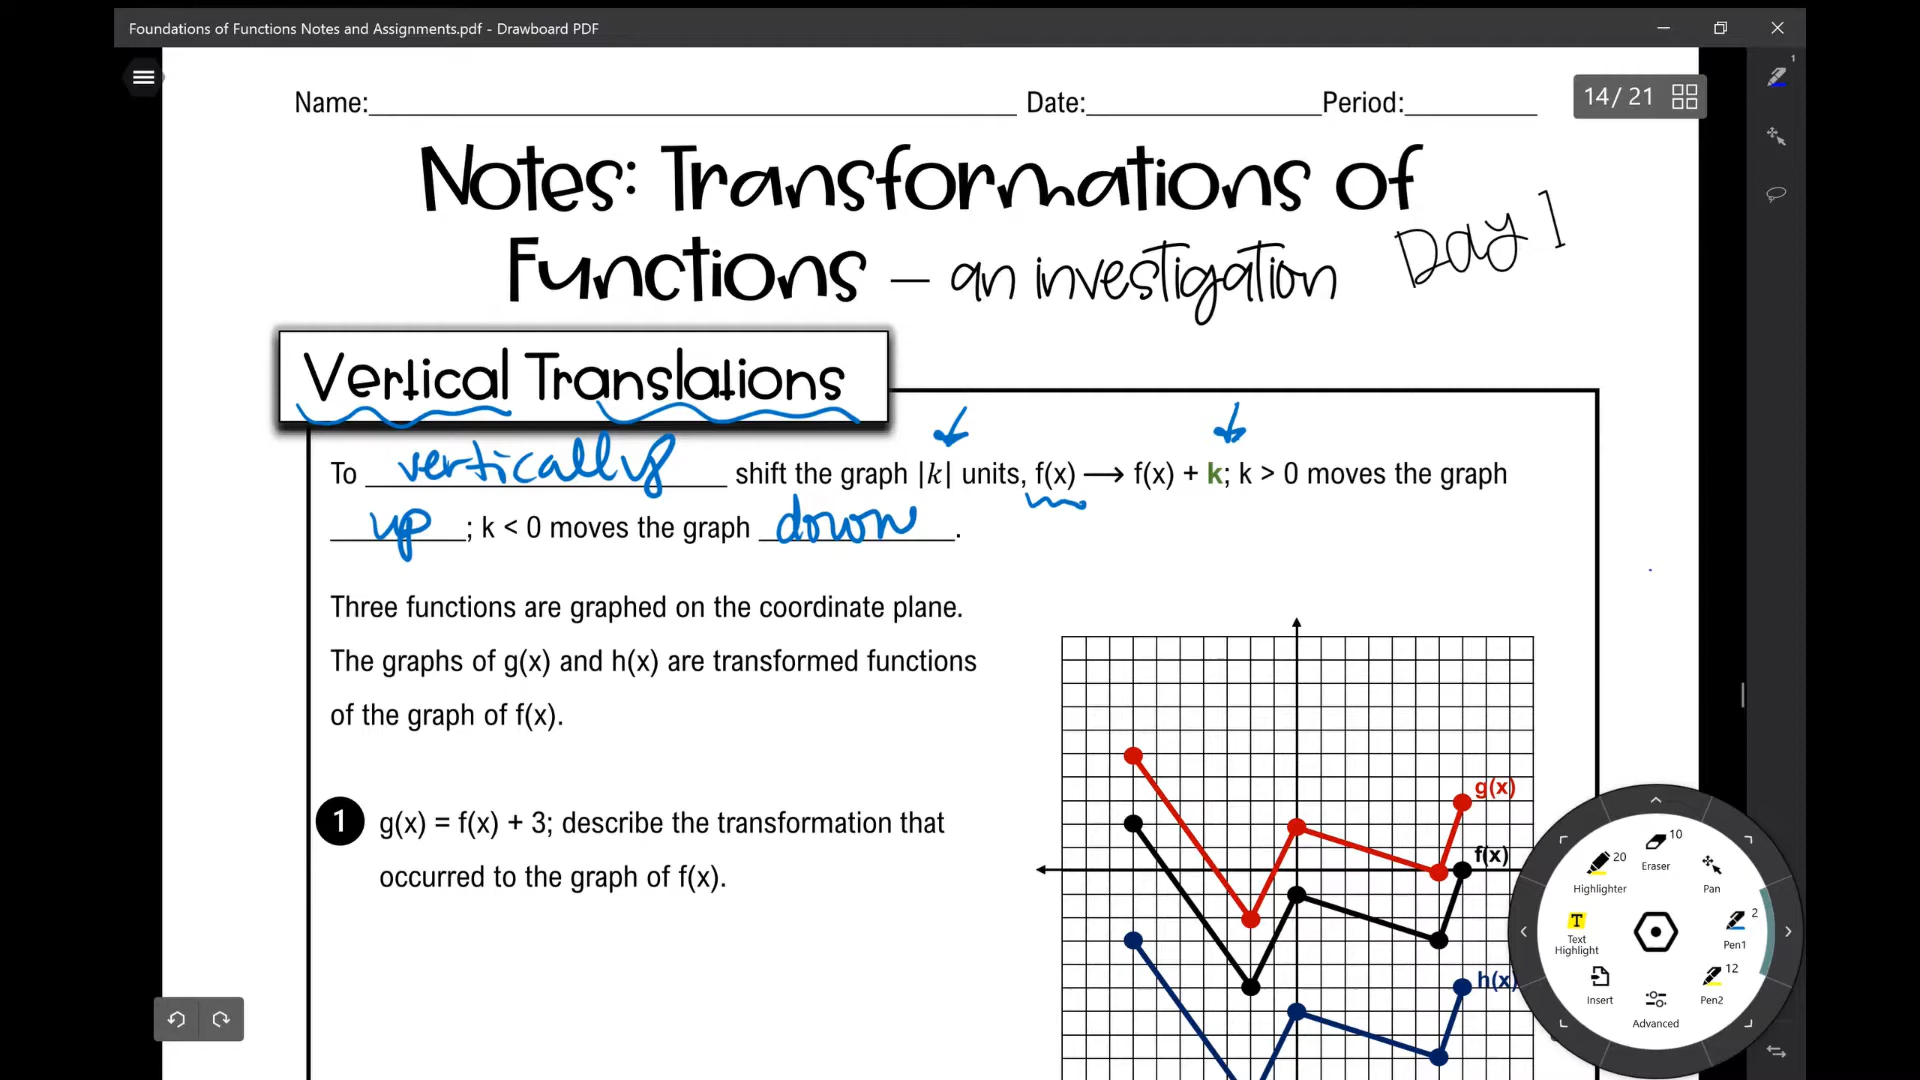 Foundations of Functions Notes and Assignments.pdf - Drawboard PDF
1
Name:_____ Date:_____Period:_____
14/ 21
Notes: Transformations of
Functions – an investigation
Day 1
Vertical Translations
To vertically shift the graph |k| units, f(x) ⟶ f(x) + k; k > 0 moves the graph
up; k < 0 moves the graph down.
Three functions are graphed on the coordinate plane.
The graphs of g(x) and h(x) are transformed functions
of the graph of f(x).
1 g(x) = f(x) + 3; describe the transformation that
occurred to the graph of f(x).
g(x)
f(x)
h(x)
10
Eraser
20
Highlighter
Pan
T
Text
Highlight
2
Pen1
Insert
12
Pen2
Advanced